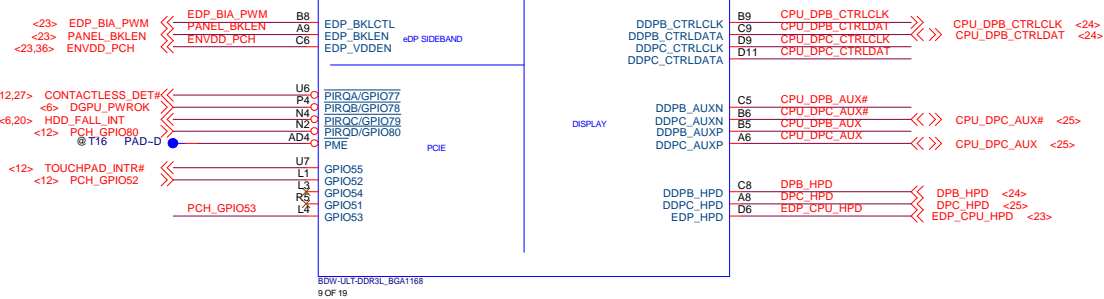 <23> EDP_BIA_PWM EDP_BIA_PWM B8 EDP_BKLCTL
<23> PANEL_BKLEN PANEL_BKLEN A9 EDP_BKLEN
<23,36> ENVDD_PCH ENVDD_PCH C6 EDP_VDDEN
eDP SIDEBAND
DDPB_CTRLCLK B9 CPU_DPB_CTRLCLK CPU_DPB_CTRLCLK <24>
DDPB_CTRLDATA C9 CPU_DPB_CTRLDAT CPU_DPB_CTRLDAT <24>
DDPC_CTRLCLK D9 CPU_DPC_CTRLCLK
DDPC_CTRLDATA D11 CPU_DPC_CTRLDAT
12,27> CONTACTLESS_DET# U6 PIRQA/GPIO77
<6> DGPU_PWROK P4 PIRQB/GPIO78
<6,20> HDD_FALL_INT N4 PIRQC/GPIO79
<12> PCH_GPIO80 N2 PIRQD/GPIO80
@T16 PAD~D AD4 PME
PCIE
DISPLAY
DDPB_AUXN C5 CPU_DPB_AUX#
DDPC_AUXN B6 CPU_DPC_AUX# CPU_DPC_AUX# <25>
DDPB_AUXP B5 CPU_DPB_AUX
DDPC_AUXP A6 CPU_DPC_AUX CPU_DPC_AUX <25>
<12> TOUCHPAD_INTR# U7 GPIO55
<12> PCH_GPIO52 L1 GPIO52
L3 GPIO54
R5 GPIO51
PCH_GPIO53 L4 GPIO53
DDPB_HPD C8 DPB_HPD DPB_HPD <24>
DDPC_HPD A8 DPC_HPD DPC_HPD <25>
EDP_HPD D6 EDP_CPU_HPD EDP_CPU_HPD <23>
BDW-ULT-DDR3L_BGA1168
9 OF 19